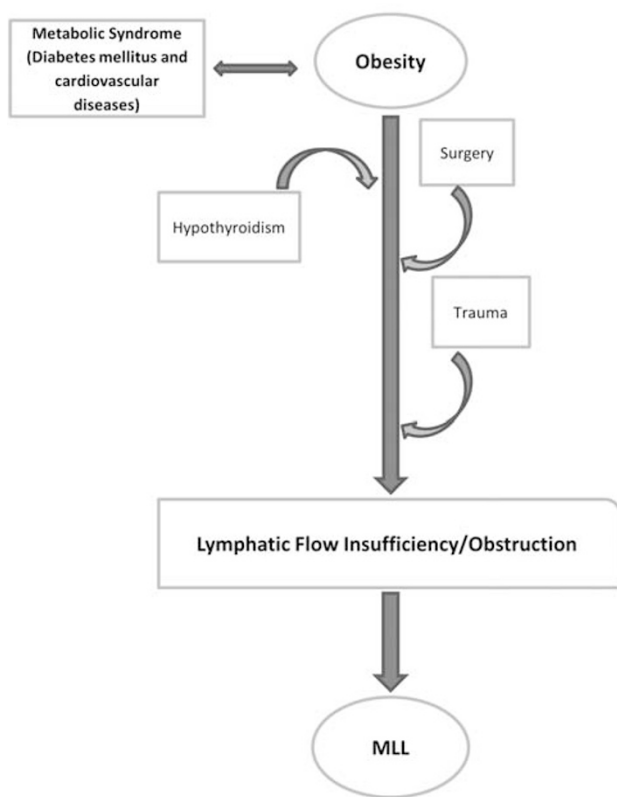 Metabolic Syndrome
(Diabetes mellitus and
cardiovascular
diseases)
Obesity
Surgery
Hypothyroidism
Trauma
Lymphatic Flow Insufficiency/Obstruction
MLL